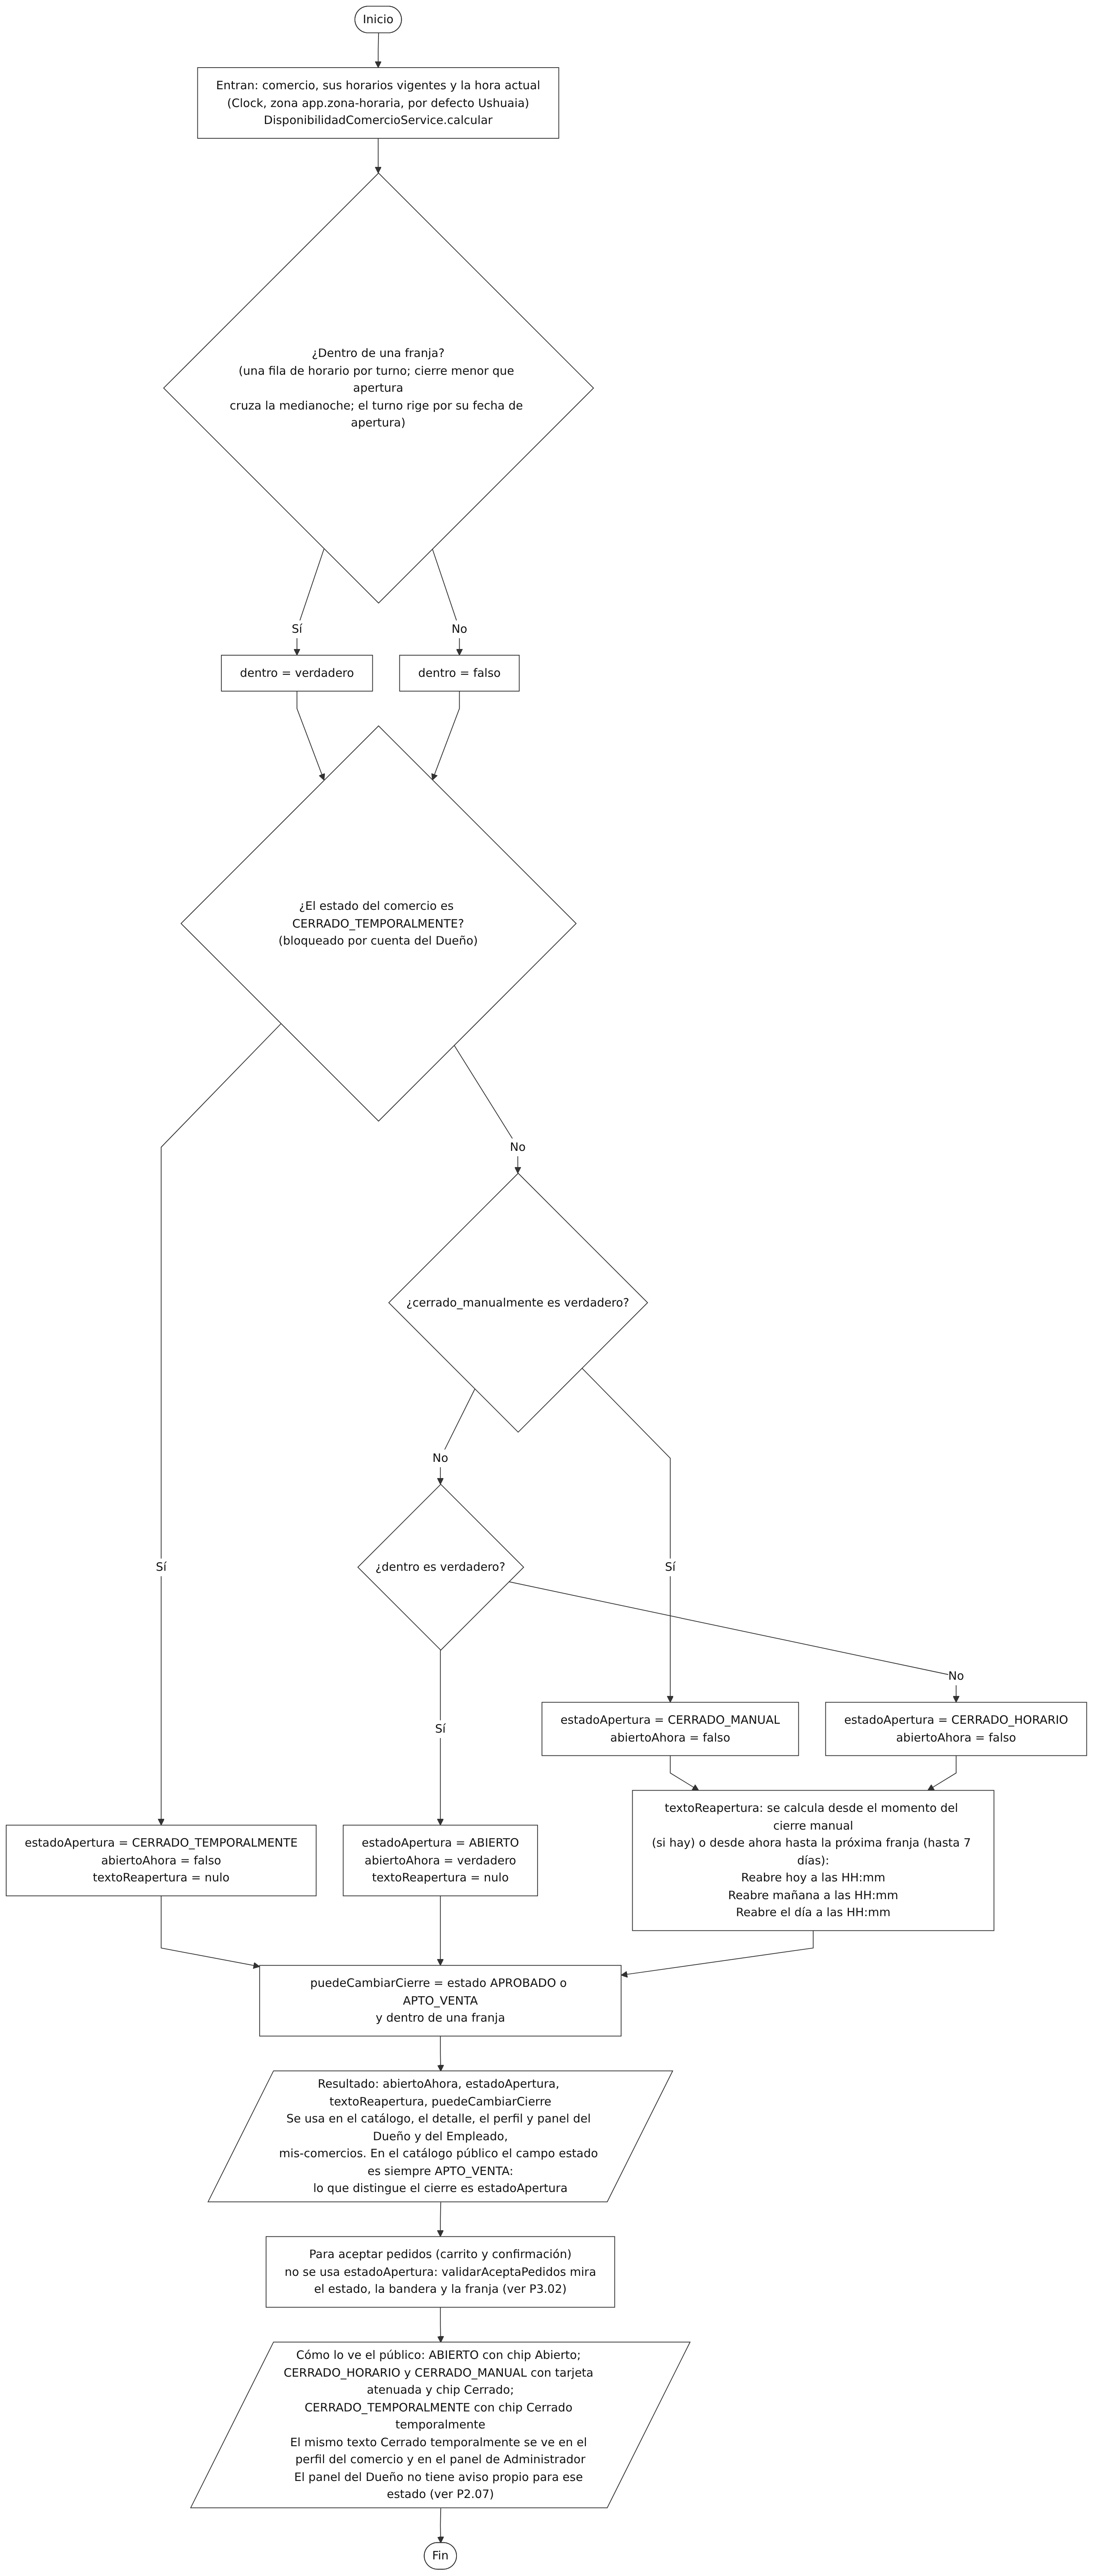 Inicio
Entran: comercio, sus horarios vigentes y la hora actual
(Clock, zona app.zona-horaria, por defecto Ushuaia)
DisponibilidadComercioService.calcular
¿Dentro de una franja?
(una fila de horario por turno; cierre menor que
apertura
cruza la medianoche; el turno rige por su fecha de
apertura)
Sí
No
dentro = verdadero
dentro = falso
¿El estado del comercio es
CERRADO_TEMPORALMENTE?
(bloqueado por cuenta del Dueño)
No
¿cerrado_manualmente es verdadero?
No
¿dentro es verdadero?
Sí
Sí
No
Sí
estadoApertura = CERRADO_MANUAL
abiertoAhora = falso
estadoApertura = CERRADO_HORARIO
abiertoAhora = falso
estadoApertura = CERRADO_TEMPORALMENTE
abiertoAhora = falso
textoReapertura = nulo
estadoApertura = ABIERTO
abiertoAhora = verdadero
textoReapertura = nulo
textoReapertura: se calcula desde el momento del
cierre manual
(si hay) o desde ahora hasta la próxima franja (hasta 7
días):
Reabre hoy a las HH:mm
Reabre mañana a las HH:mm
Reabre el día a las HH:mm
puedeCambiarCierre = estado APROBADO o
APTO_VENTA
y dentro de una franja
Resultado: abiertoAhora, estadoApertura,
textoReapertura, puedeCambiarCierre
Se usa en el catálogo, el detalle, el perfil y panel del
Dueño y del Empleado,
mis-comercios. En el catálogo público el campo estado
es siempre APTO_VENTA:
lo que distingue el cierre es estadoApertura
Para aceptar pedidos (carrito y confirmación)
no se usa estadoApertura: validarAceptaPedidos mira
el estado, la bandera y la franja (ver P3.02)
Cómo lo ve el público: ABIERTO con chip Abierto;
CERRADO_HORARIO y CERRADO_MANUAL con tarjeta
atenuada y chip Cerrado;
CERRADO_TEMPORALMENTE con chip Cerrado
temporalmente
El mismo texto Cerrado temporalmente se ve en el
perfil del comercio y en el panel de Administrador
El panel del Dueño no tiene aviso propio para ese
estado (ver P2.07)
Fin